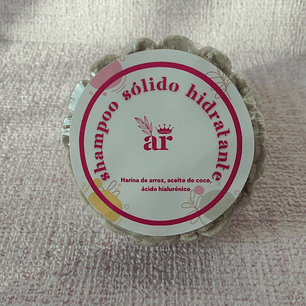 shampoo sólido hidratante
ar
Harina de arroz, aceite de coco,
ácido hialurónico